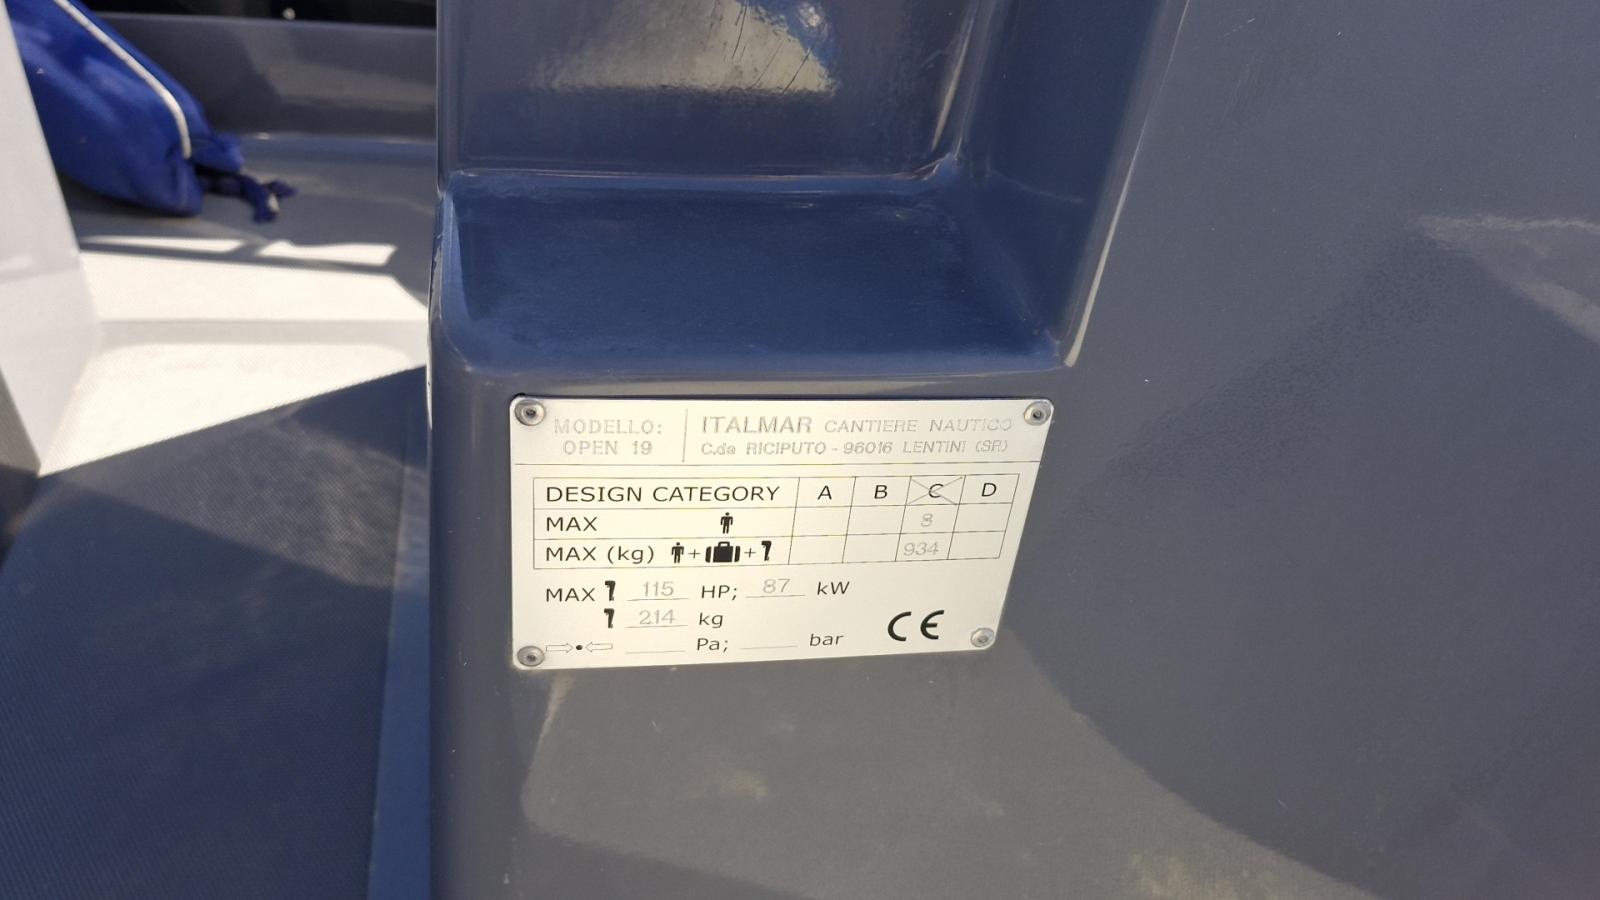 MODELLO:
OPEN 19
ITALMAR CANTIERE NAUTICO
C.da RICIPUTO - 96016 LENTINI (SR)
DESIGN CATEGORY A B C D
MAX 8
MAX (kg) + + 934
MAX 115 HP; 87 kW
214 kg
Pa; bar
CE